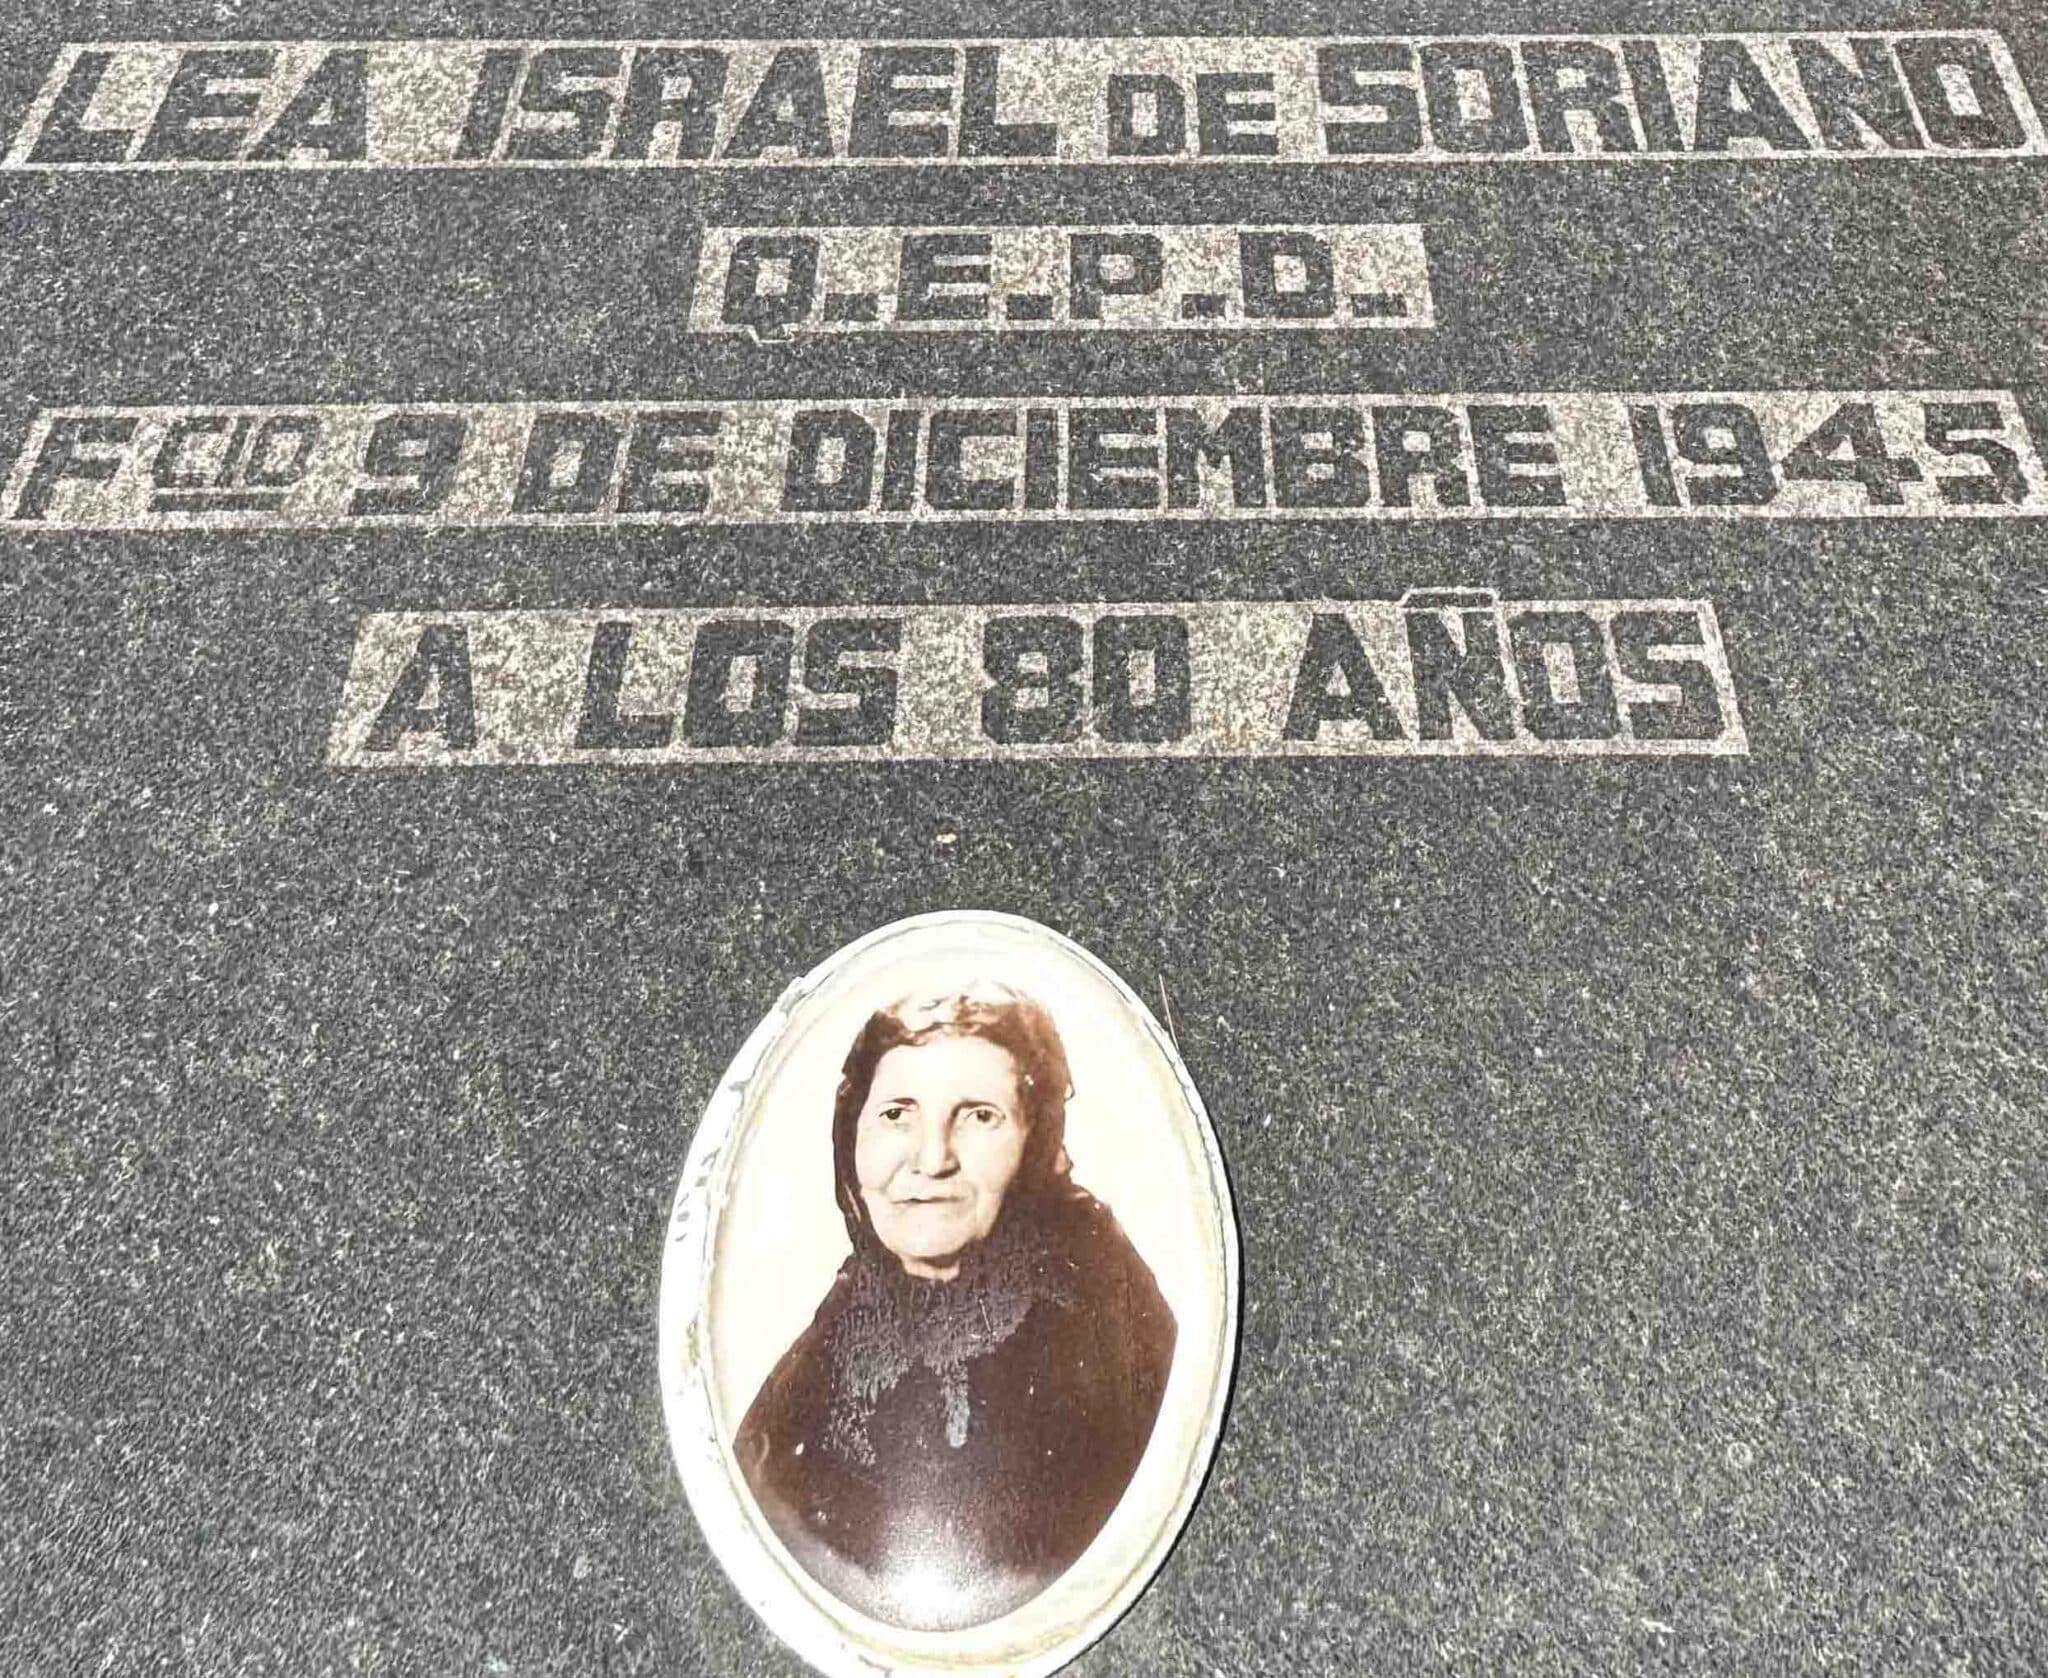 LEA ISRAEL DE SORIANO
Q.E.P.D.
Fcio 9 DE DICIEMBRE 1945
A LOS 80 AÑOS